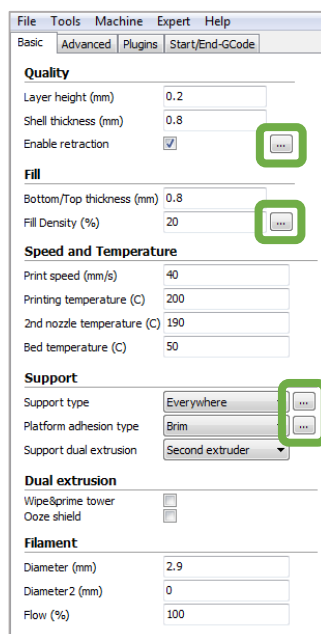 File Tools Machine Expert Help
Basic Advanced Plugins Start/End-GCode
Quality
Layer height (mm) 0.2
Shell thickness (mm) 0.8
Enable retraction ...
Fill
Bottom/Top thickness (mm) 0.8
Fill Density (%) 20 ...
Speed and Temperature
Print speed (mm/s) 40
Printing temperature (C) 200
2nd nozzle temperature (C) 190
Bed temperature (C) 50
Support
Support type Everywhere ...
Platform adhesion type Brim ...
Support dual extrusion Second extruder
Dual extrusion
Wipe&prime tower
Ooze shield
Filament
Diameter (mm) 2.9
Diameter2 (mm) 0
Flow (%) 100